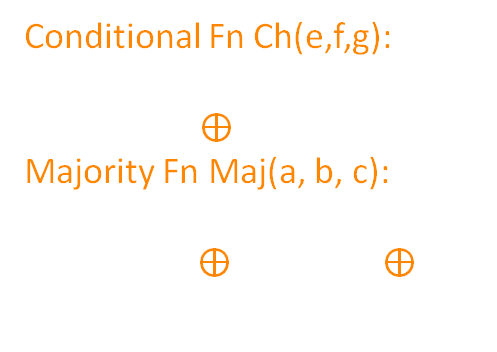 Conditional Fn Ch(e,f,g):
⊕
Majority Fn Maj(a, b, c):
⊕ ⊕